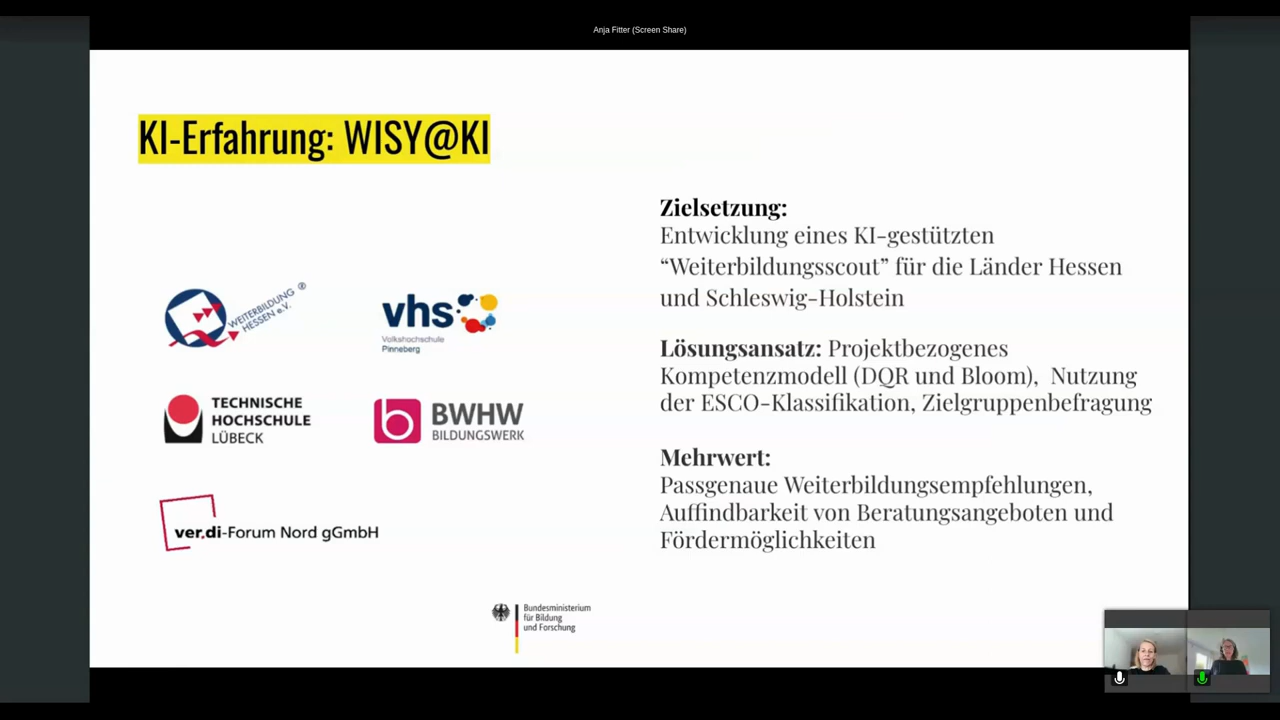 Anja Fitter (Screen Share)
KI-Erfahrung: WISY@KI
WEITERBILDUNG ®
HESSEN e.V.
vhs
Volkshochschule
Pinneberg
TECHNISCHE
HOCHSCHULE
LÜBECK
b BWHW
BILDUNGSWERK
ver.di-Forum Nord gGmbH
Bundesministerium
für Bildung
und Forschung
Zielsetzung:
Entwicklung eines KI-gestützten
“Weiterbildungsscout” für die Länder Hessen
und Schleswig-Holstein
Lösungsansatz: Projektbezogenes
Kompetenzmodell (DQR und Bloom), Nutzung
der ESCO-Klassifikation, Zielgruppenbefragung
Mehrwert:
Passgenaue Weiterbildungsempfehlungen,
Auffindbarkeit von Beratungsangeboten und
Fördermöglichkeiten